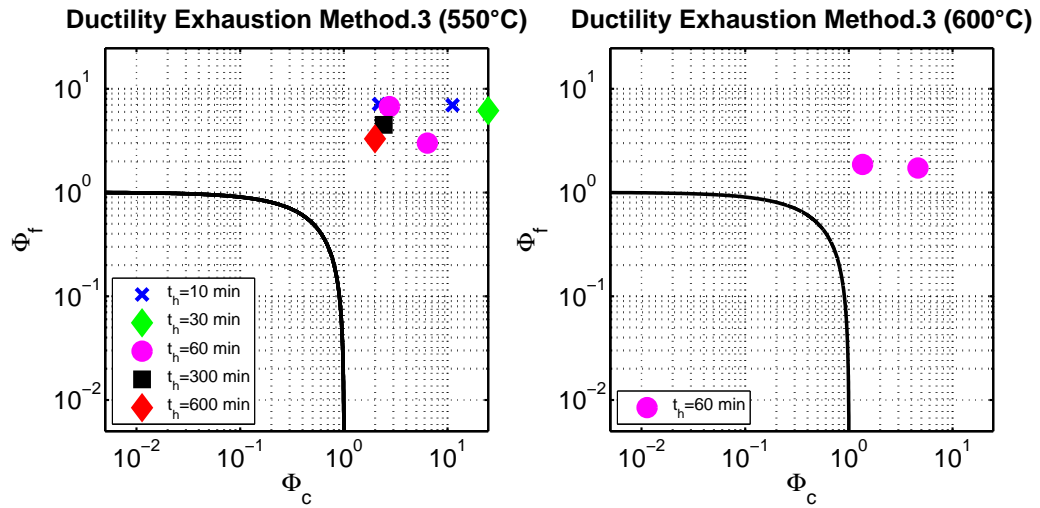 Ductility Exhaustion Method.3 (550°C)
Φf
10^1
10^0
10^-1
10^-2
t_h=10 min
t_h=30 min
t_h=60 min
t_h=300 min
t_h=600 min
10^-2 10^-1 10^0 10^1
Φc
Ductility Exhaustion Method.3 (600°C)
Φf
10^1
10^0
10^-1
10^-2
t_h=60 min
10^-2 10^-1 10^0 10^1
Φc